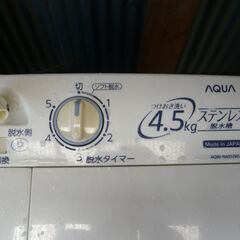 AQUA
切
ソフト脱水
つけおき洗い
4.5kg
ステンレス
脱水槽
Made in JAPAN
脱水側
5
1
4
2
3
脱水タイマー